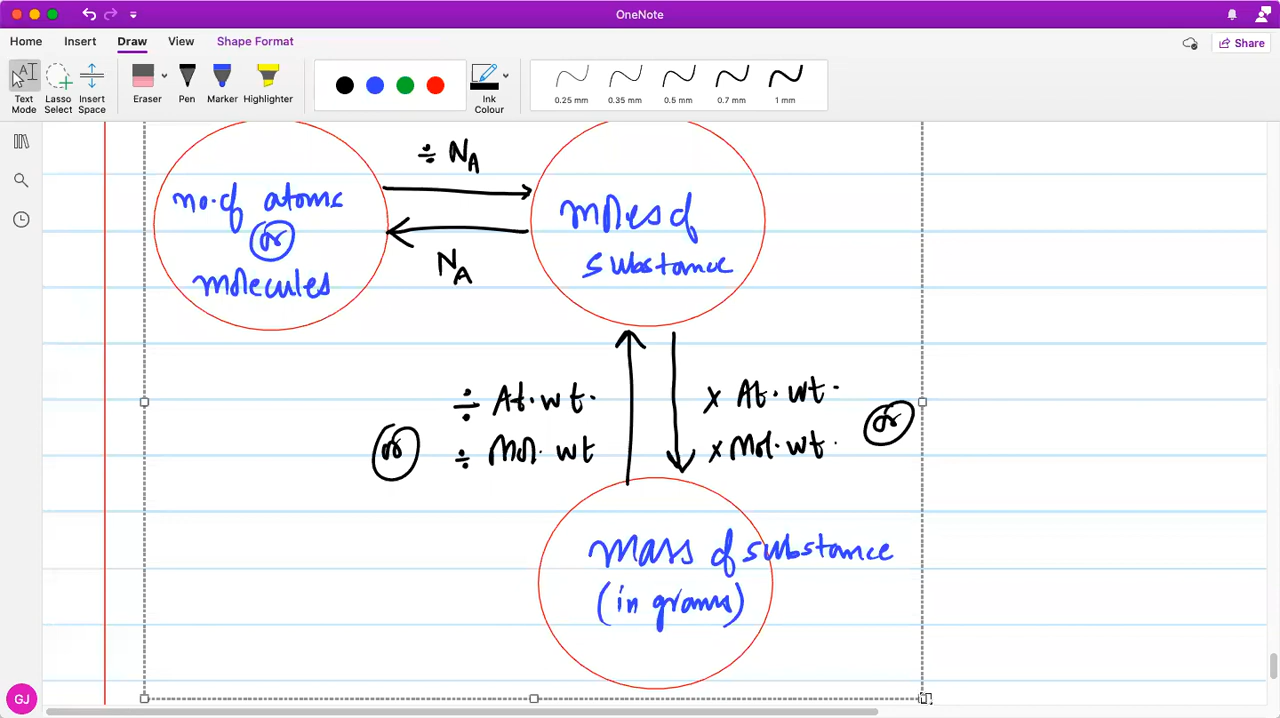 OneNote
Home Insert Draw View Shape Format
Share
Text Mode
Lasso Select
Insert Space
Eraser
Pen
Marker
Highlighter
Ink Colour
0.25 mm
0.35 mm
0.5 mm
0.7 mm
1 mm
÷ NA
no. of atoms
or
molecules
moles of
substance
NA
÷ At. wt.
or
÷ Mol. wt
x At. wt.
or
x Mol. wt.
mass of substance
(in grams)
GJ